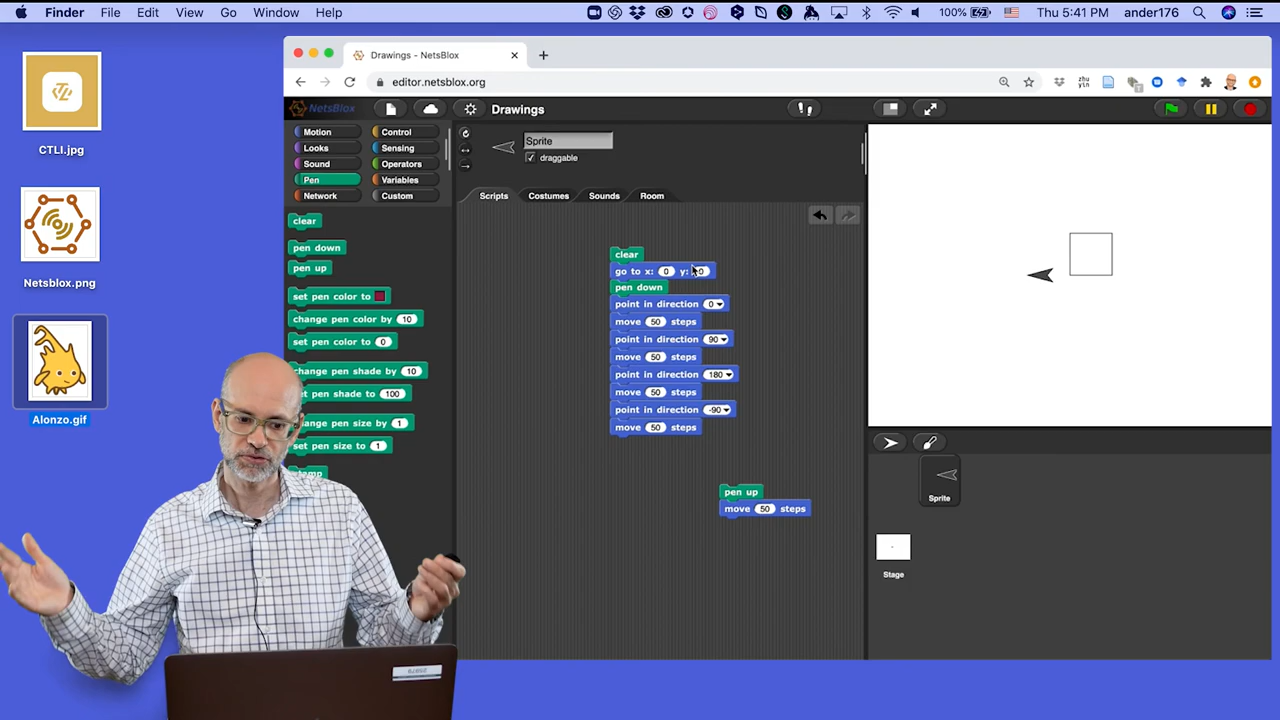 Finder File Edit View Go Window Help 100% Thu 5:41 PM ander176
CTLI.jpg
Netsblox.png
Alonzo.gif
Drawings - NetsBlox
editor.netsblox.org
NetsBlox Drawings
Motion Control
Looks Sensing
Sound Operators
Pen Variables
Network Custom
clear
pen down
pen up
set pen color to
change pen color by 10
set pen color to 0
change pen shade by 10
et pen shade to 100
ange pen size by 1
set pen size to 1
Sprite
draggable
Scripts Costumes Sounds Room
clear
go to x: 0 y: 0
pen down
point in direction 0
move 50 steps
point in direction 90
move 50 steps
point in direction 180
move 50 steps
point in direction -90
move 50 steps
pen up
move 50 steps
Sprite
Stage